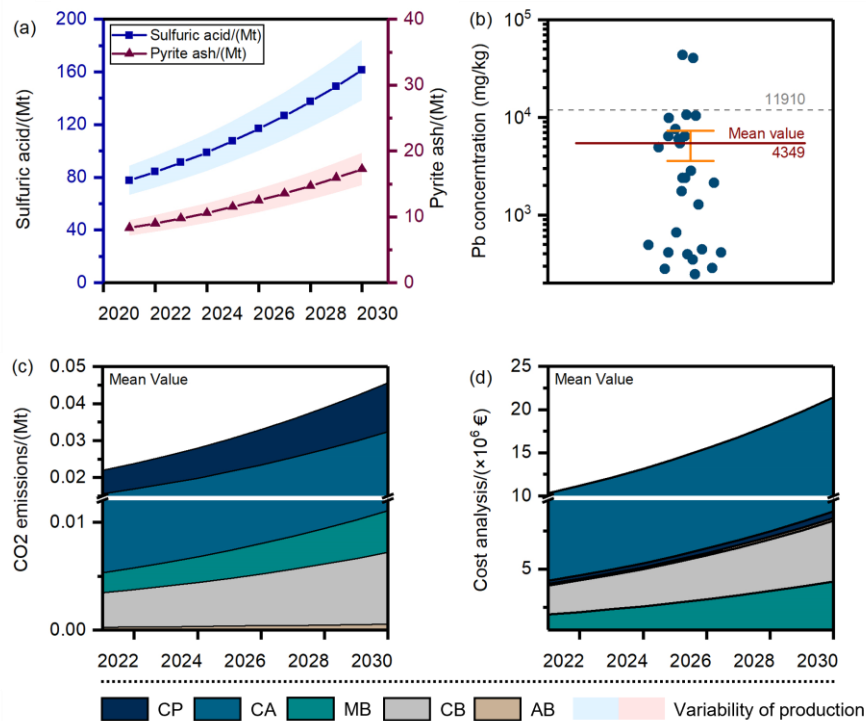 (a)
Sulfuric acid/(Mt)
Pyrite ash/(Mt)
Sulfuric acid/(Mt)
200
160
120
80
40
0
Pyrite ash/(Mt)
40
30
20
10
0
2020 2022 2024 2026 2028 2030
(b)
Pb concentration (mg/kg)
10⁵
10⁴
10³
11910
Mean value
4349
(c)
Mean Value
CO2 emissions/(Mt)
0.05
0.04
0.03
0.02
0.01
0.00
2022 2024 2026 2028 2030
(d)
Mean Value
Cost analysis/(×10⁶ €)
25
20
15
10
5
2022 2024 2026 2028 2030
CP CA MB CB AB Variability of production